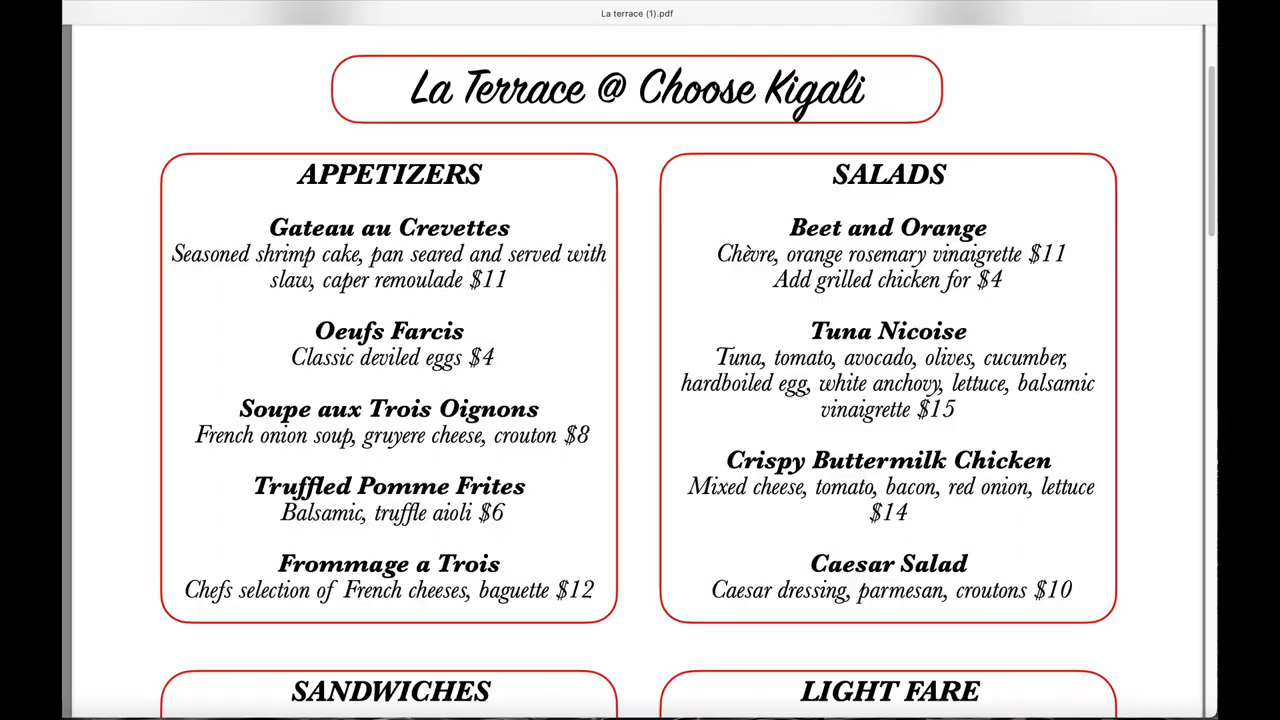 La terrace (1).pdf
La Terrace @ Choose Kigali
APPETIZERS
Gateau au Crevettes
Seasoned shrimp cake, pan seared and served with
slaw, caper remoulade $11
Oeufs Farcis
Classic deviled eggs $4
Soupe aux Trois Oignons
French onion soup, gruyere cheese, crouton $8
Truffled Pomme Frites
Balsamic, truffle aioli $6
Frommage a Trois
Chefs selection of French cheeses, baguette $12
SALADS
Beet and Orange
Chèvre, orange rosemary vinaigrette $11
Add grilled chicken for $4
Tuna Nicoise
Tuna, tomato, avocado, olives, cucumber,
hardboiled egg, white anchovy, lettuce, balsamic
vinaigrette $15
Crispy Buttermilk Chicken
Mixed cheese, tomato, bacon, red onion, lettuce
$14
Caesar Salad
Caesar dressing, parmesan, croutons $10
SANDWICHES
LIGHT FARE